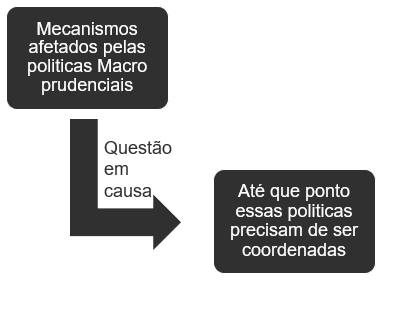 Mecanismos
afetados pelas
politicas Macro
prudenciais
Questão
em
causa
Até que ponto
essas politicas
precisam de ser
coordenadas